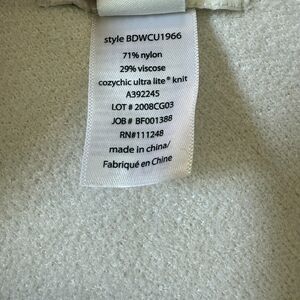 style BDWCU1966
71% nylon
29% viscose
cozychic ultra lite® knit
A392245
LOT # 2008CG03
JOB # BF001388
RN#111248
made in china/
Fabriqué en Chine